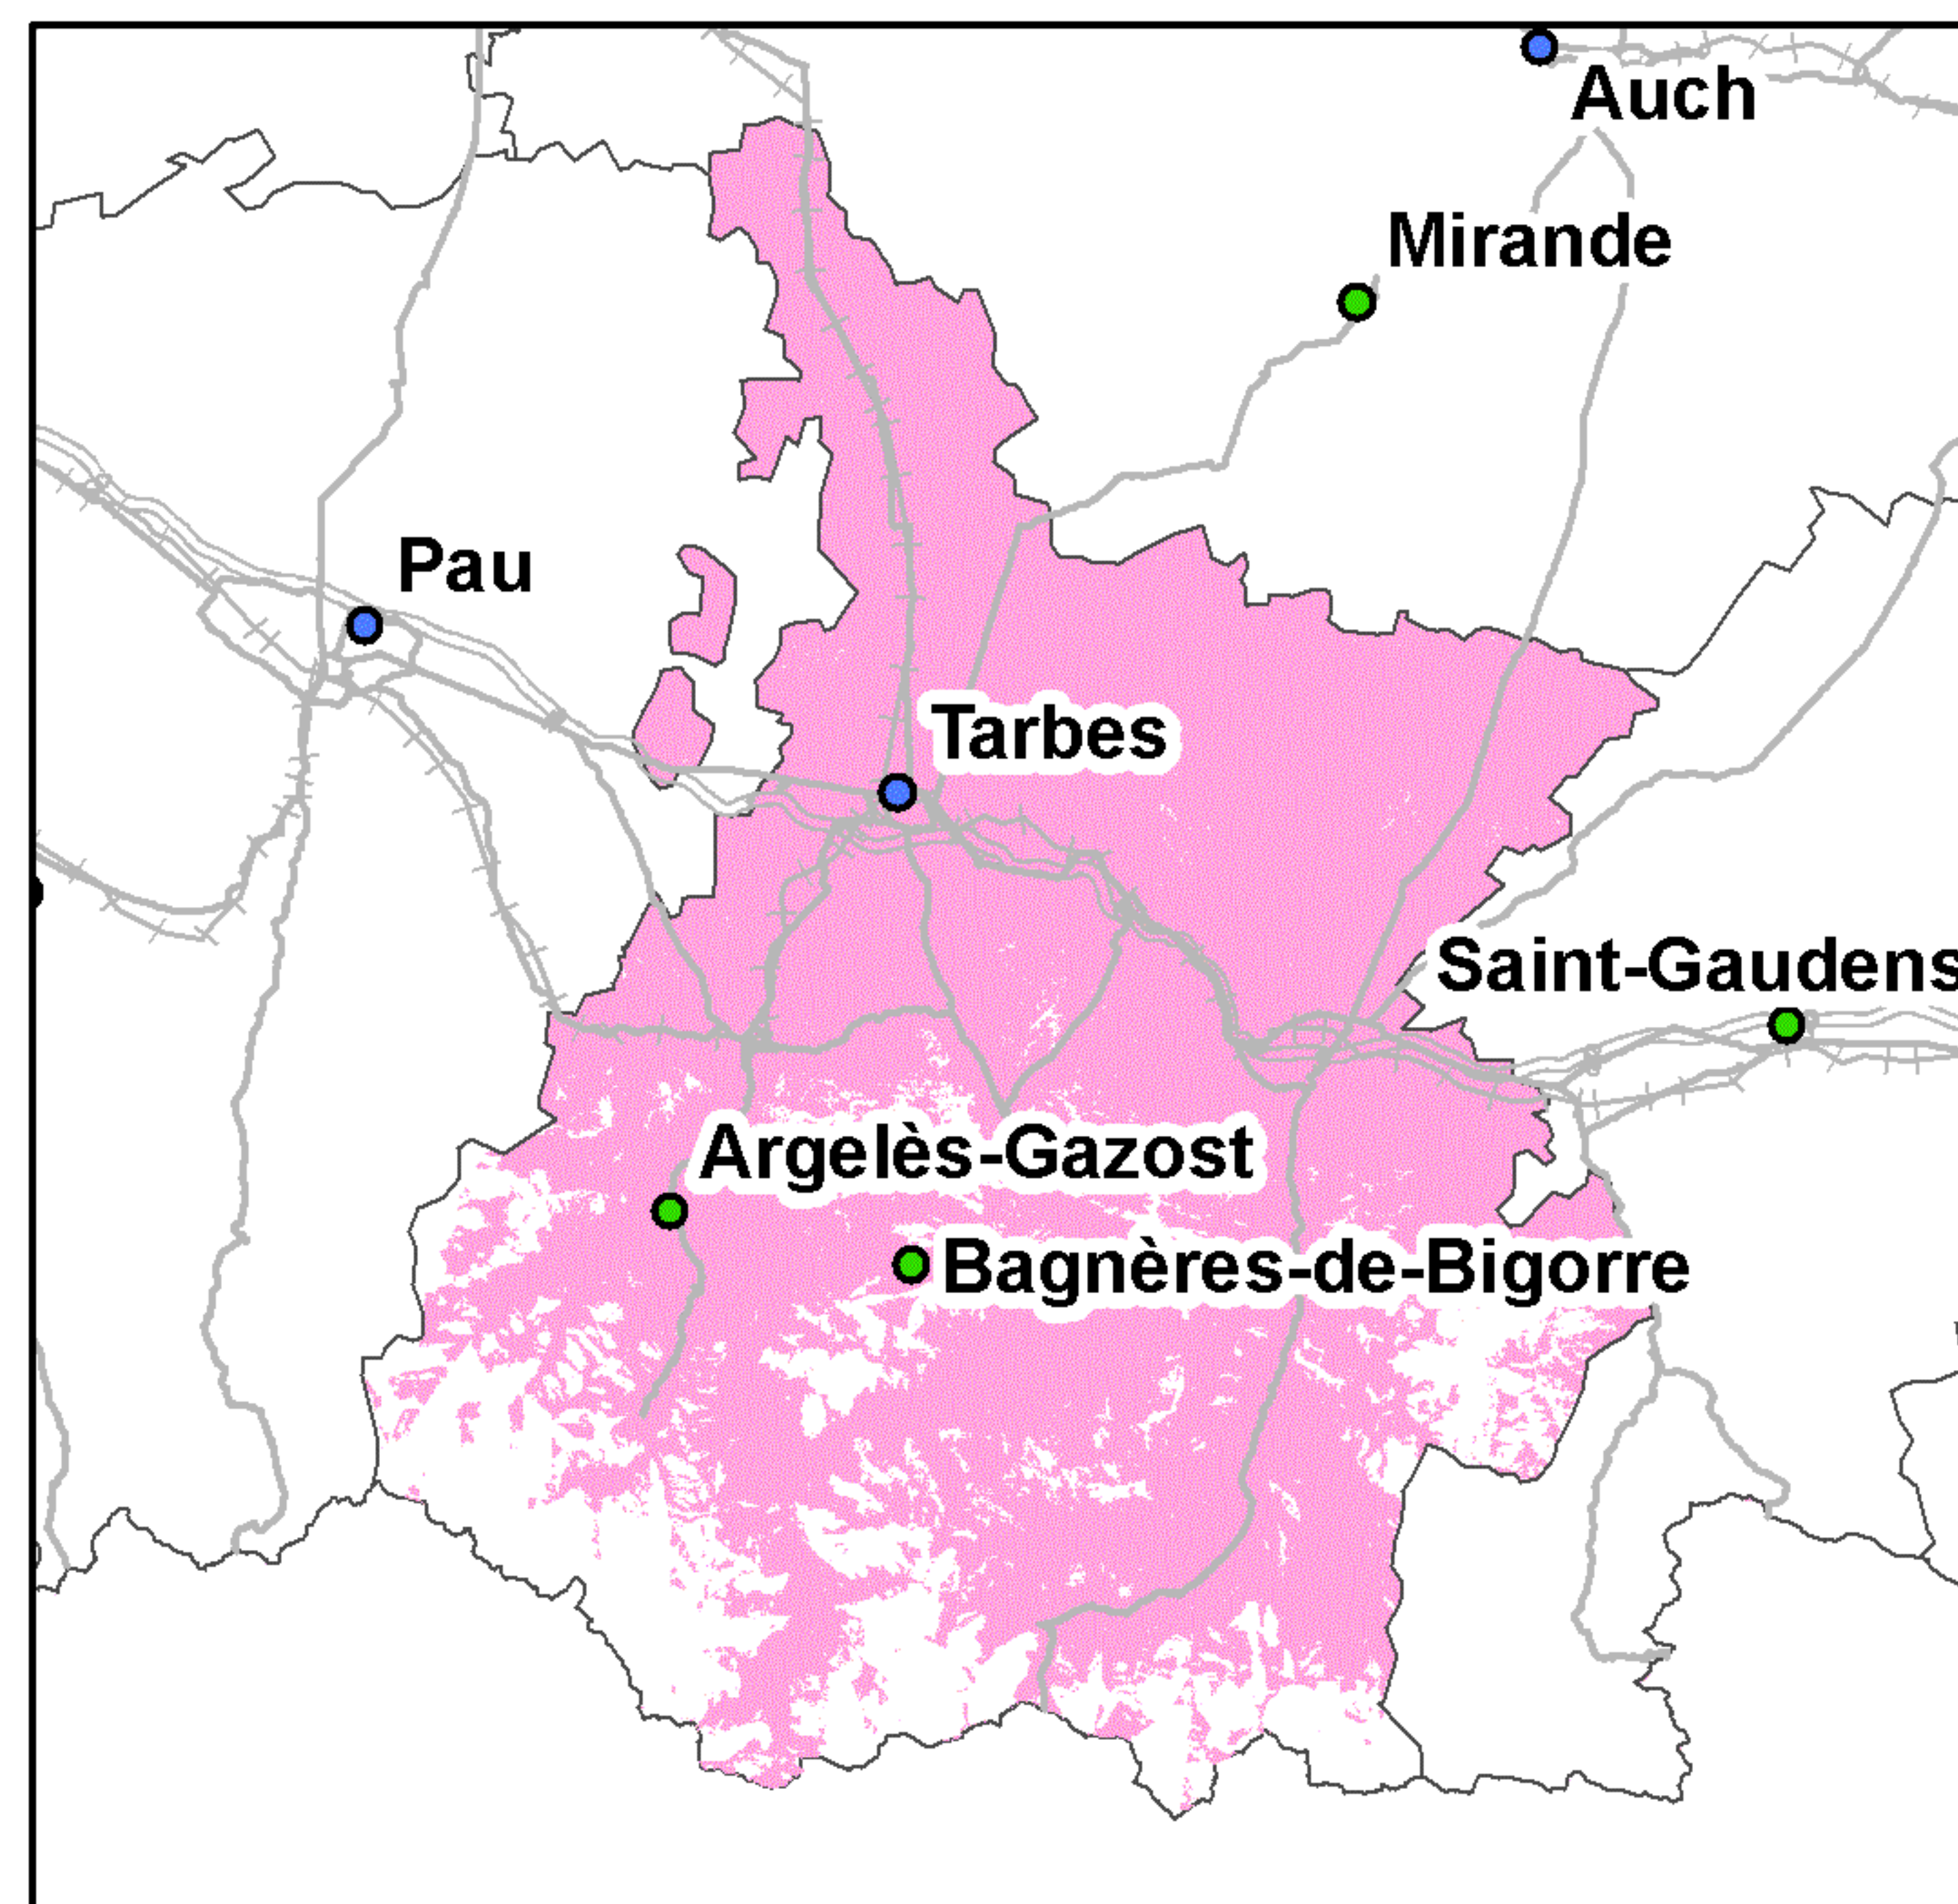 Auch
Mirande
Pau
Tarbes
Saint-Gaudens
Argelès-Gazost
Bagnères-de-Bigorre